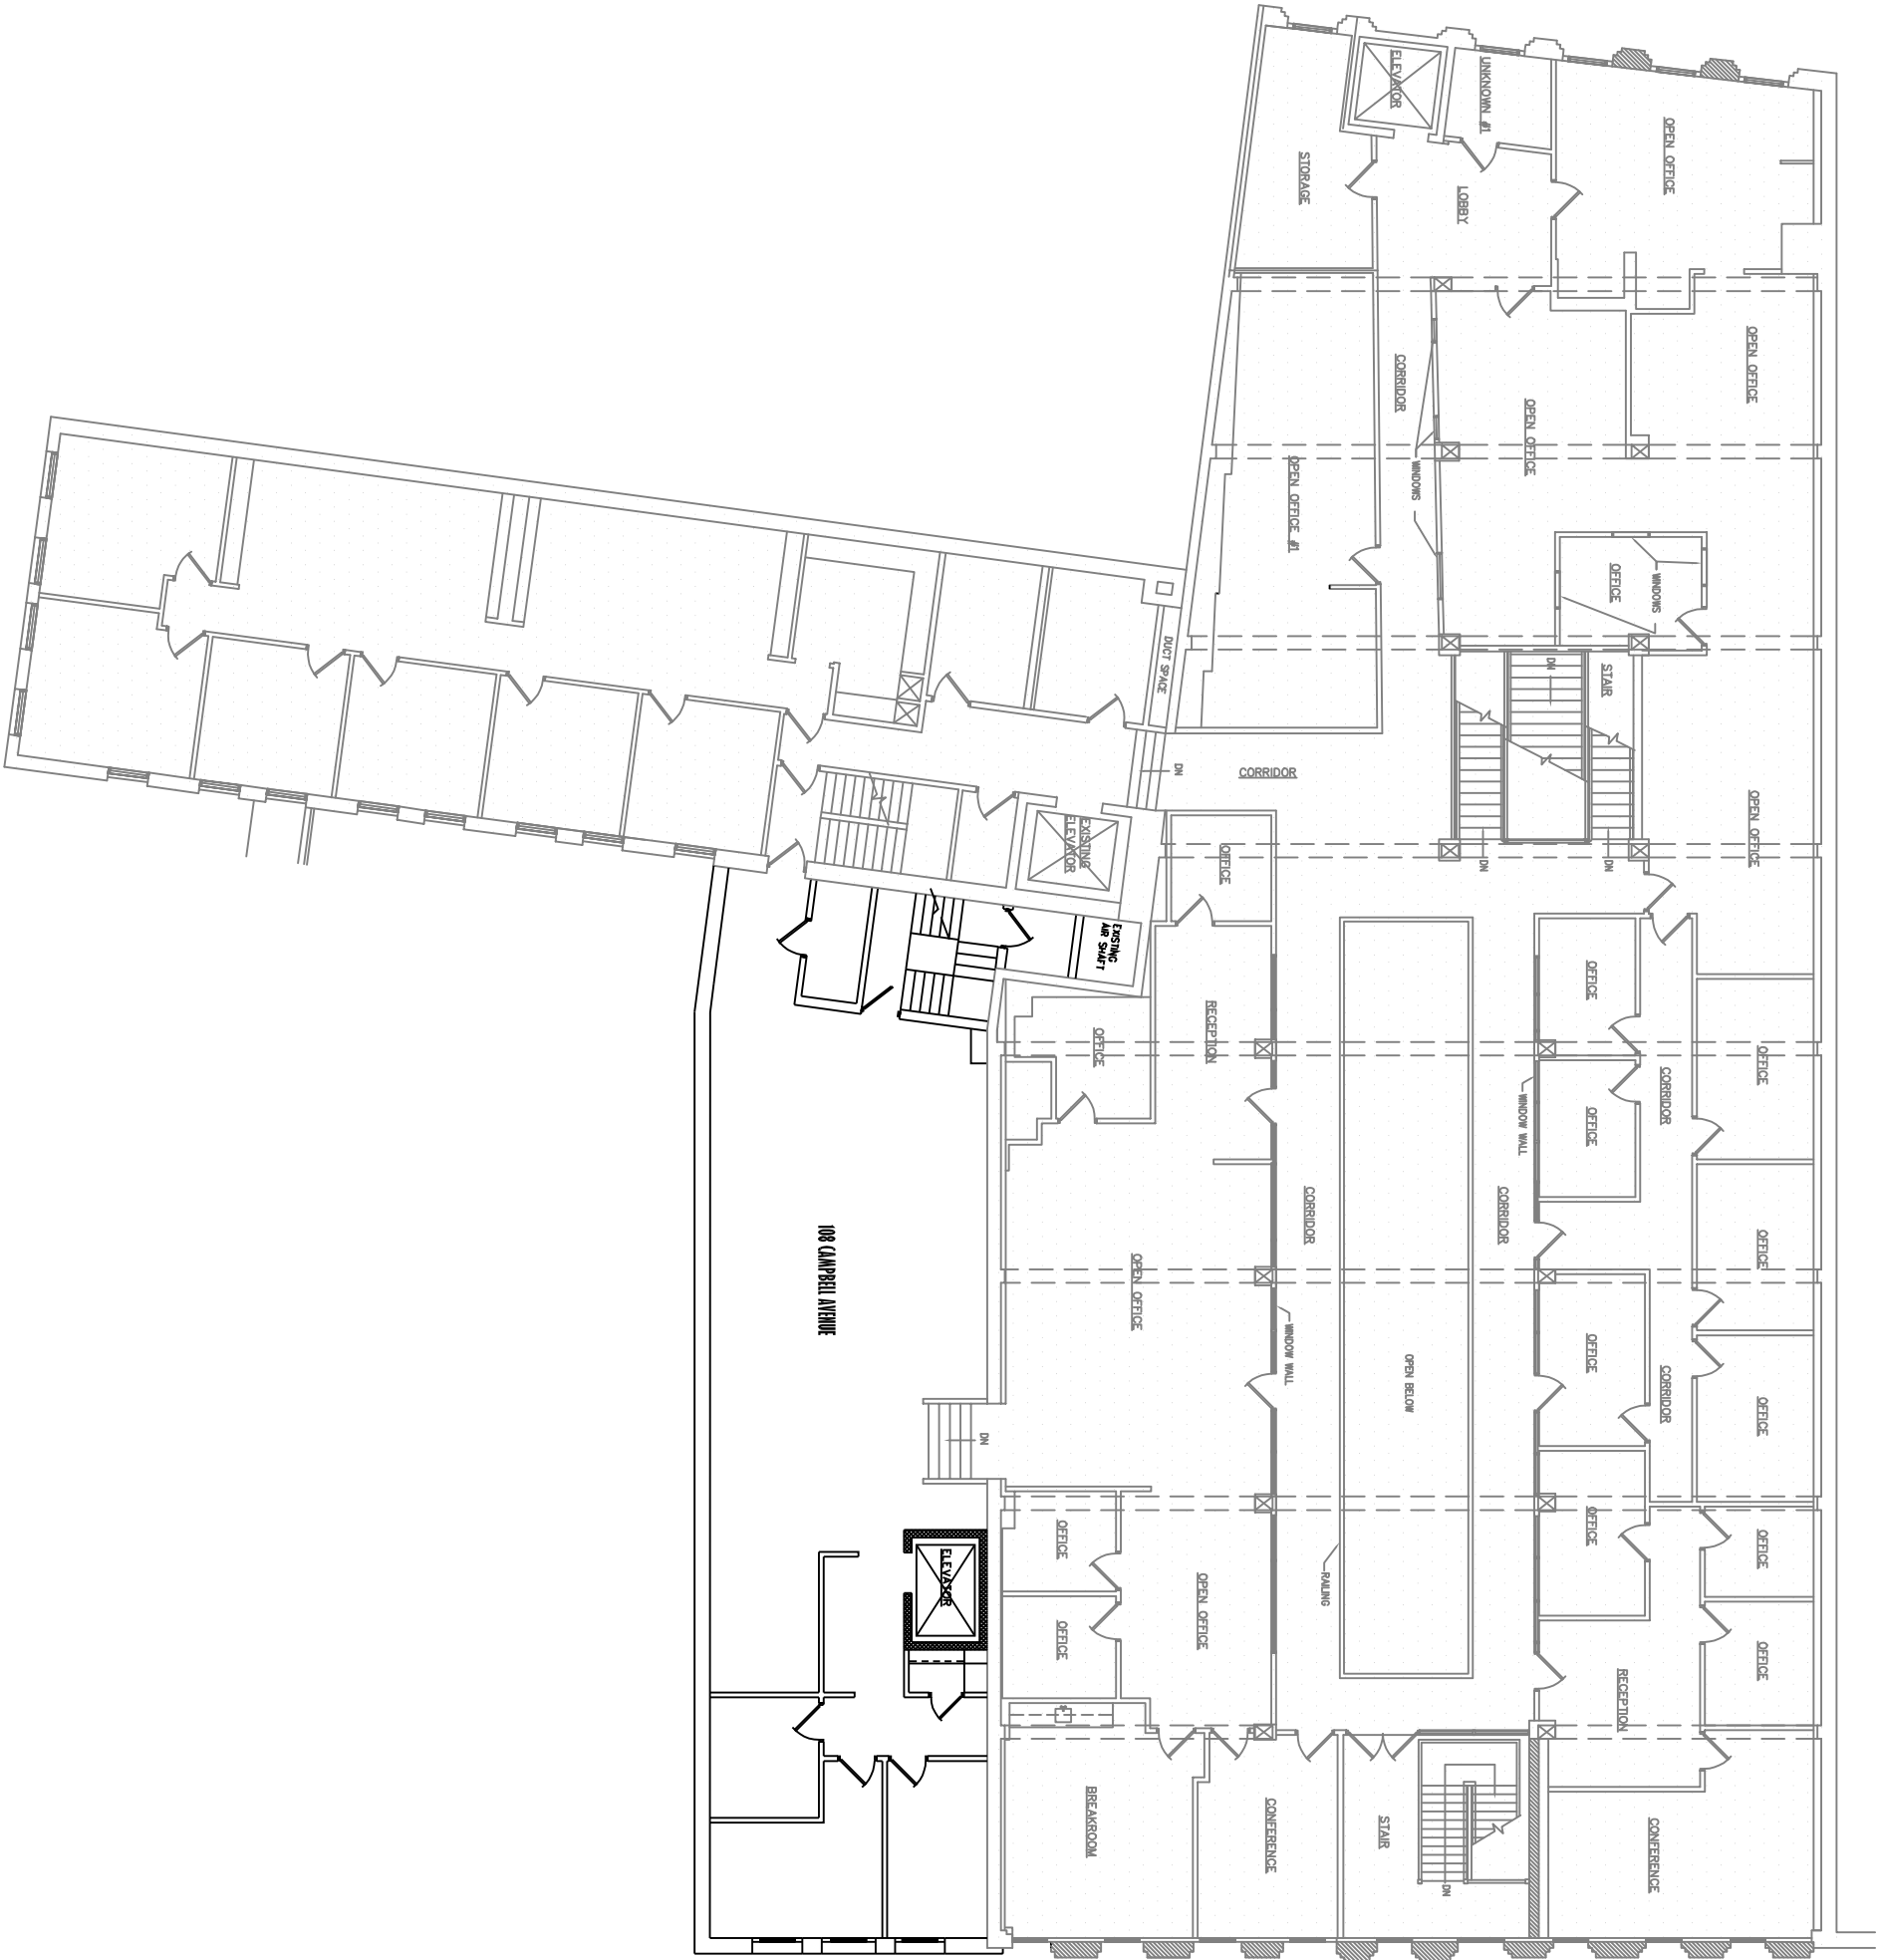 ELEVATOR
UNKNOWN #1
OPEN OFFICE
STORAGE
LOBBY
CORRIDOR
OPEN OFFICE
OPEN OFFICE
OPEN OFFICE #1
WINDOWS
OFFICE
WINDOWS
DUCT SPACE
DN
STAIR
DN
CORRIDOR
OPEN OFFICE
EXISTING
ELEVATOR
OFFICE
DN
DN
EXISTING
AIR SHAFT
RECEPTION
OFFICE
OFFICE
OFFICE
CORRIDOR
WINDOW WALL
OFFICE
OFFICE
108 CAMPBELL AVENUE
OPEN OFFICE
CORRIDOR
CORRIDOR
OFFICE
WINDOW WALL
OPEN BELOW
OFFICE
CORRIDOR
OFFICE
DN
OFFICE
OFFICE
OFFICE
ELEVATOR
OPEN OFFICE
RAILING
OFFICE
OFFICE
RECEPTION
BREAKROOM
CONFERENCE
STAIR
DN
CONFERENCE